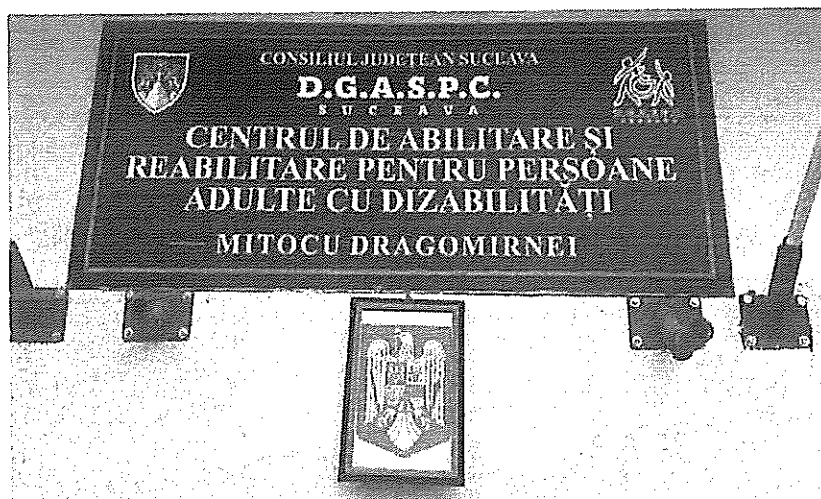 CONSILIUL JUDEȚEAN SUCEAVA
D.G.A.S.P.C.
SUCEAVA
CENTRUL DE ABILITARE ȘI
REABILITARE PENTRU PERSOANE
ADULTE CU DIZABILITĂȚI
MITOCU DRAGOMIRNEI